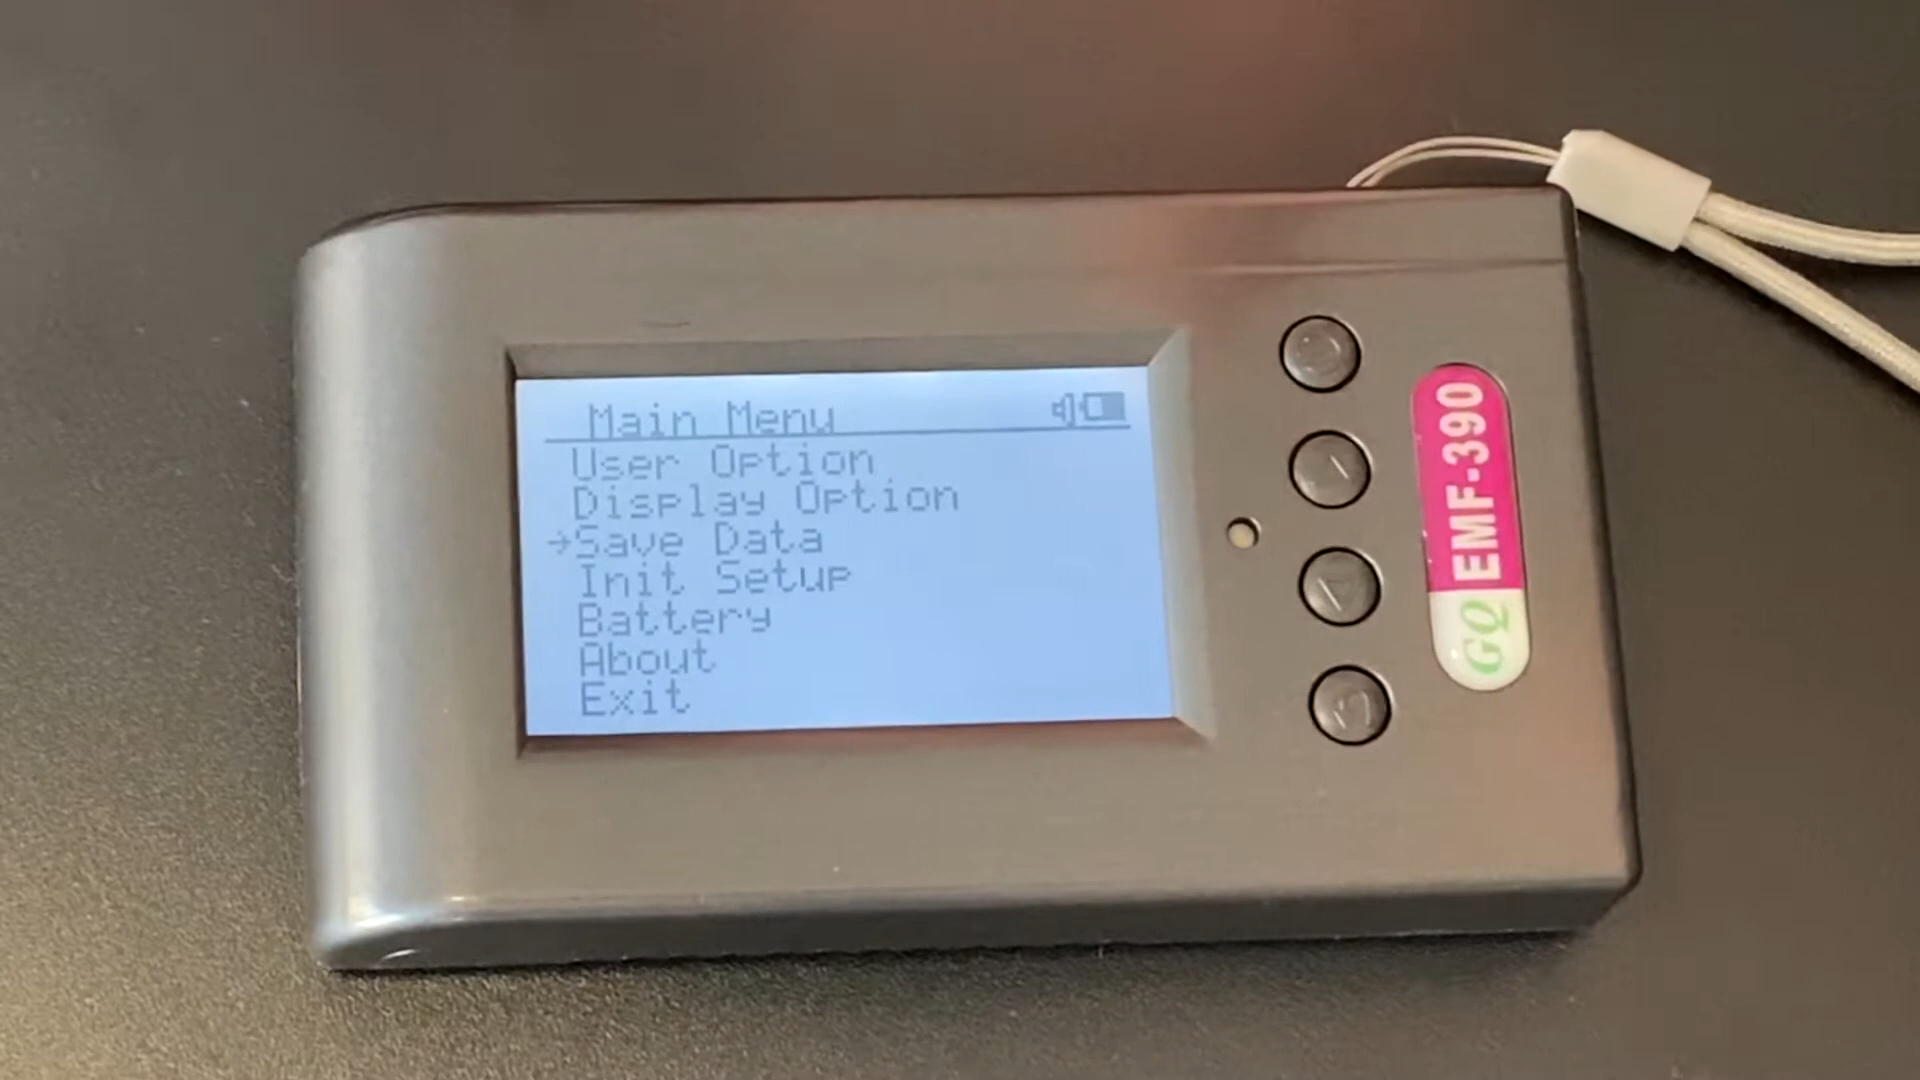 Main Menu
User Option
Display Option
→Save Data
Init Setup
Battery
About
Exit
GQ EMF-390